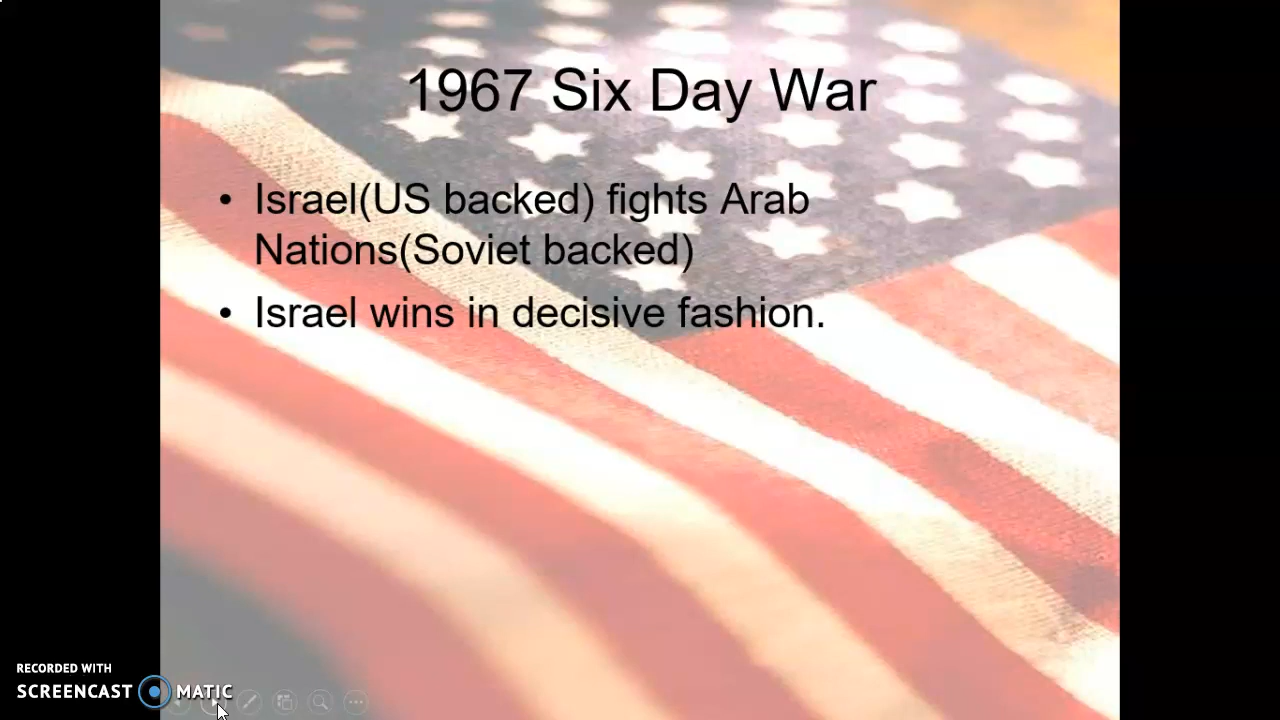 1967 Six Day War
• Israel(US backed) fights Arab
Nations(Soviet backed)
• Israel wins in decisive fashion.
RECORDED WITH
SCREENCAST MATIC